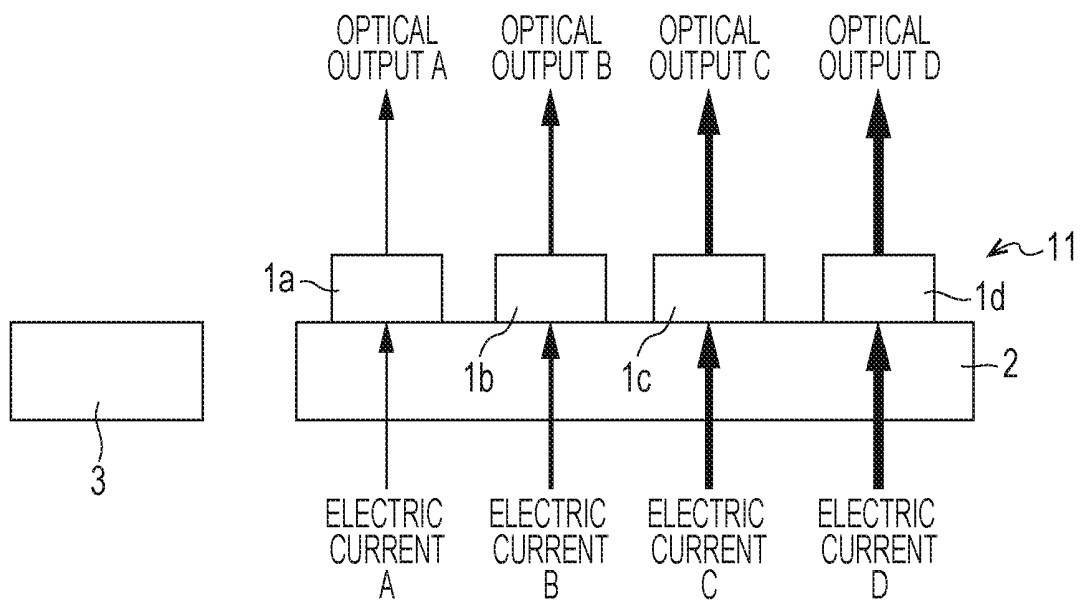 OPTICAL
OUTPUT A
OPTICAL
OUTPUT B
OPTICAL
OUTPUT C
OPTICAL
OUTPUT D
11
1a
1b
1c
1d
2
3
ELECTRIC
CURRENT
A
ELECTRIC
CURRENT
B
ELECTRIC
CURRENT
C
ELECTRIC
CURRENT
D